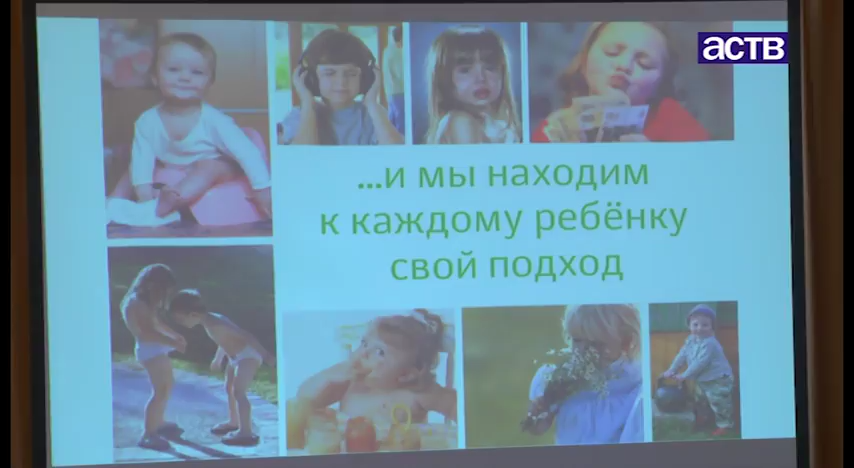 аств
...и мы находим
к каждому ребёнку
свой подход